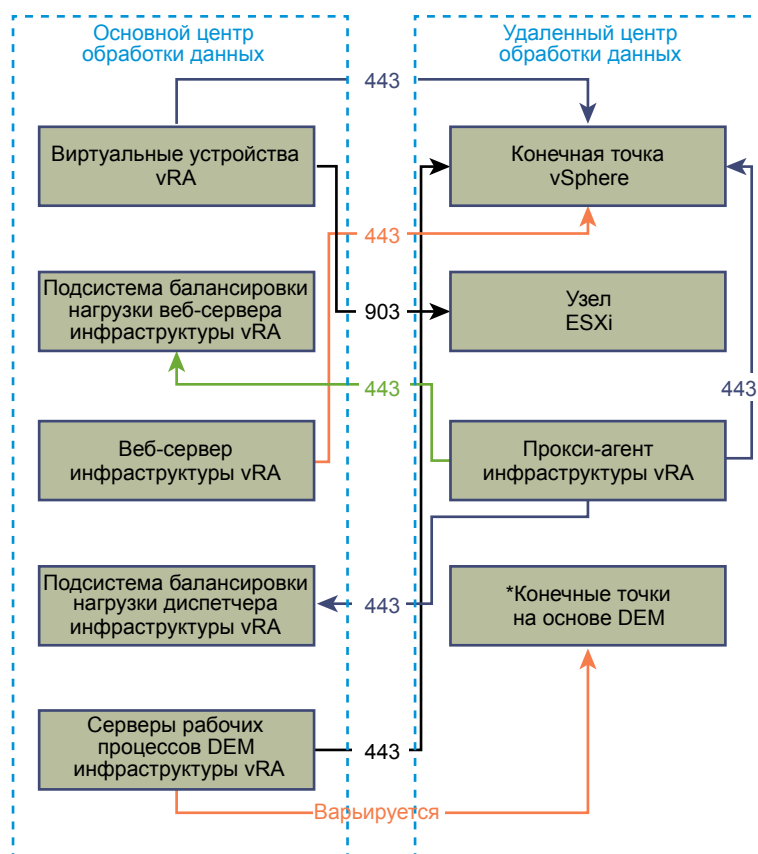 Основной центр
обработки данных
Удаленный центр
обработки данных
443
Виртуальные устройства
vRA
Конечная точка
vSphere
443
Подсистема балансировки
нагрузки веб-сервера
инфраструктуры vRA
903
Узел
ESXi
443
443
Веб-сервер
инфраструктуры vRA
Прокси-агент
инфраструктуры vRA
Подсистема балансировки
нагрузки диспетчера
инфраструктуры vRA
443
*Конечные точки
на основе DEM
Серверы рабочих
процессов DEM
инфраструктуры vRA
443
Варьируется